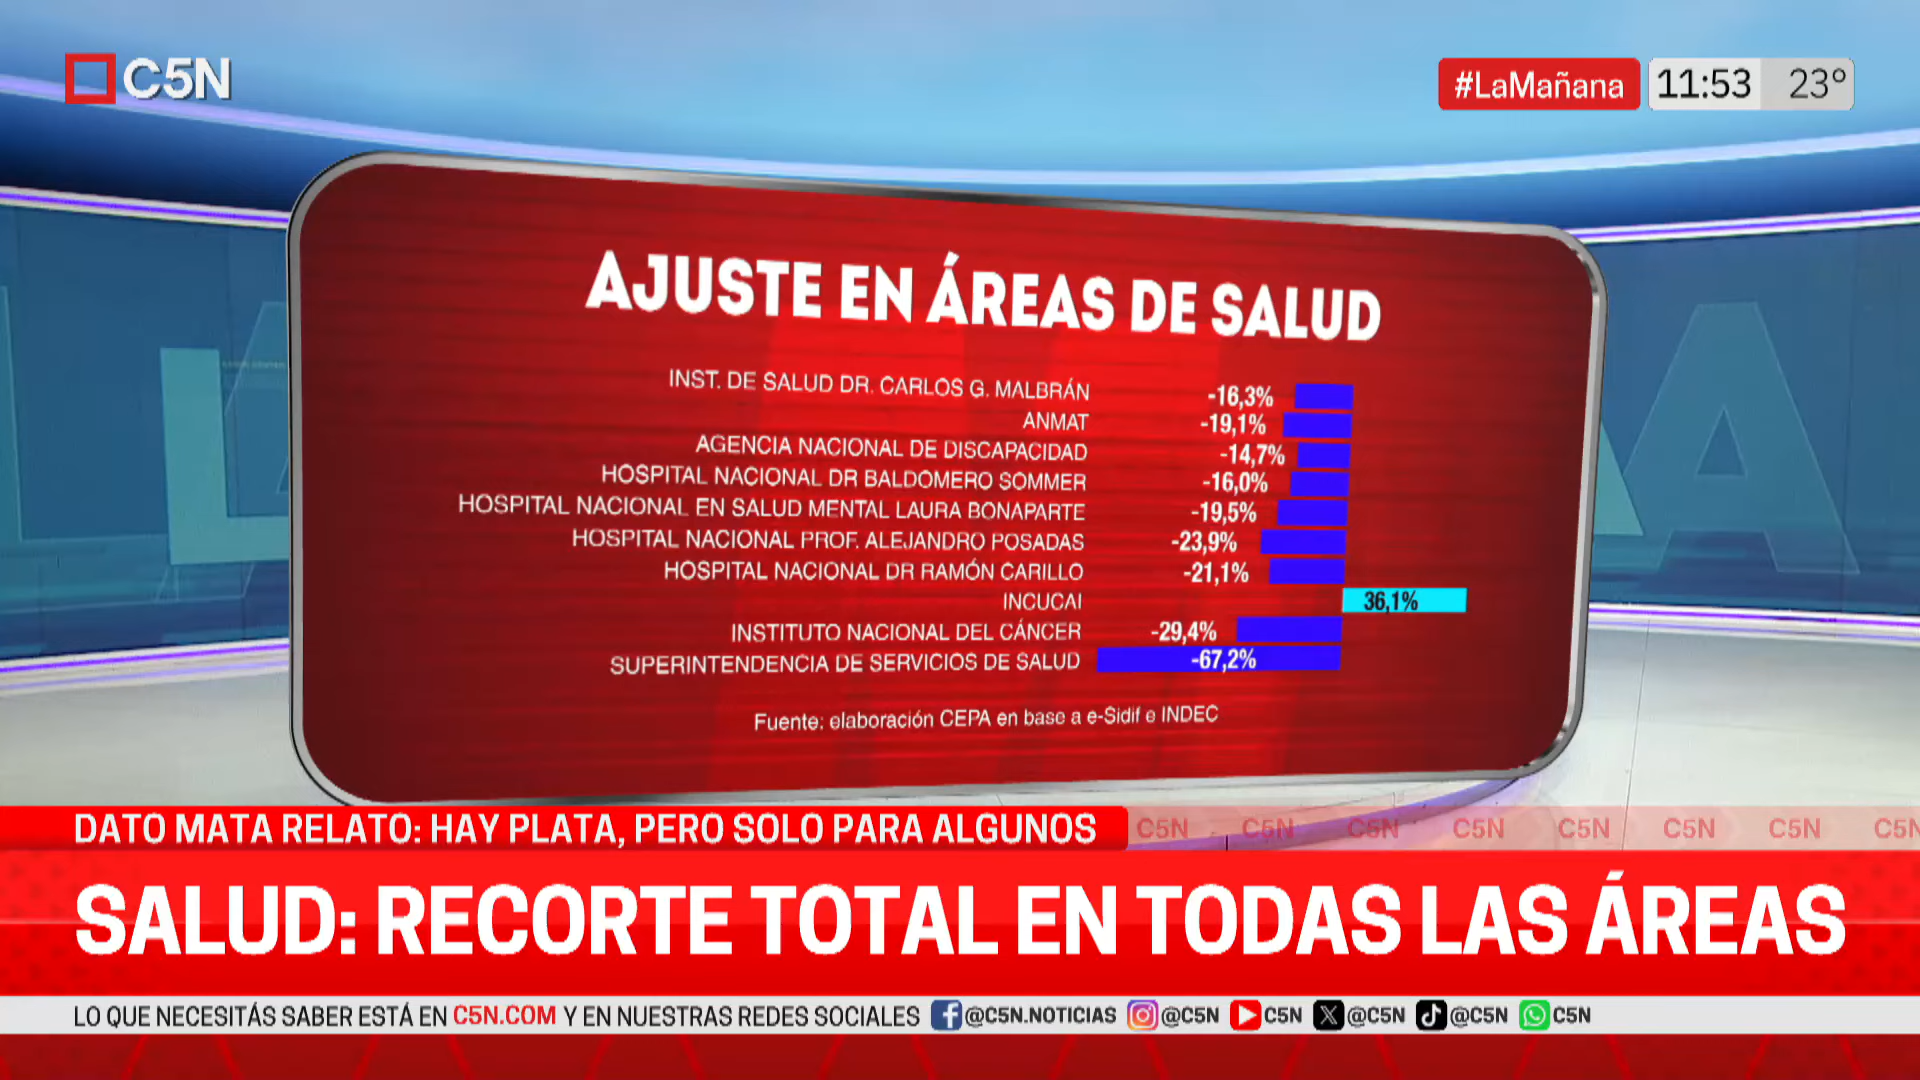 C5N
#LaMañana 11:53 23°
AJUSTE EN ÁREAS DE SALUD
INST. DE SALUD DR. CARLOS G. MALBRÁN -16,3%
ANMAT -19,1%
AGENCIA NACIONAL DE DISCAPACIDAD -14,7%
HOSPITAL NACIONAL DR BALDOMERO SOMMER -16,0%
HOSPITAL NACIONAL EN SALUD MENTAL LAURA BONAPARTE -19,5%
HOSPITAL NACIONAL PROF. ALEJANDRO POSADAS -23,9%
HOSPITAL NACIONAL DR RAMÓN CARILLO -21,1%
INCUCAI 36,1%
INSTITUTO NACIONAL DEL CÁNCER -29,4%
SUPERINTENDENCIA DE SERVICIOS DE SALUD -67,2%
Fuente: elaboración CEPA en base a e-Sidif e INDEC
DATO MATA RELATO: HAY PLATA, PERO SOLO PARA ALGUNOS C5N C5N C5N C5N C5N C5N C5N C5N
SALUD: RECORTE TOTAL EN TODAS LAS ÁREAS
LO QUE NECESITÁS SABER ESTÁ EN C5N.COM Y EN NUESTRAS REDES SOCIALES @C5N.NOTICIAS @C5N C5N @C5N @C5N C5N